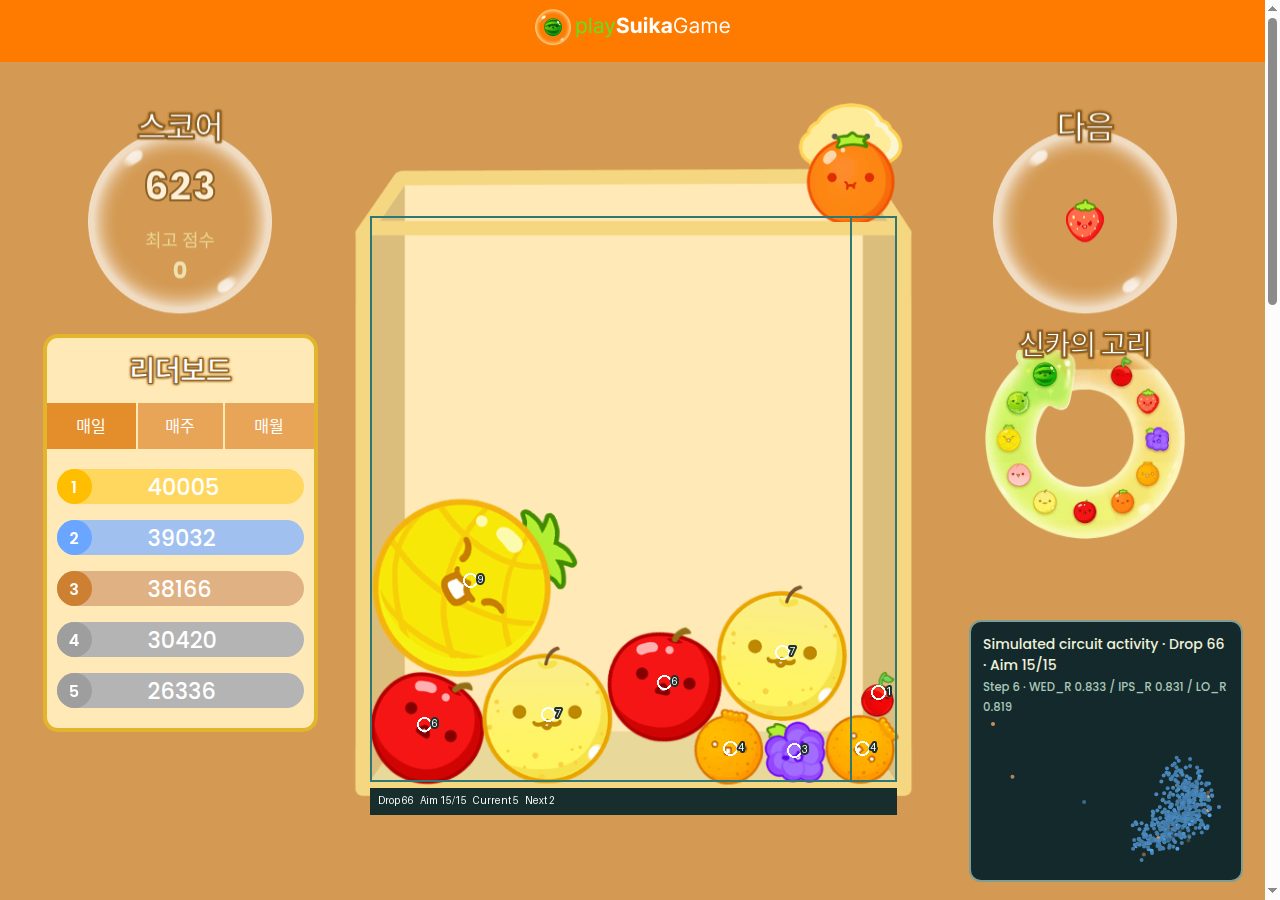 playSuikaGame
스코어
623
최고 점수
0
다음
리더보드
매일 매주 매월
1 40005
2 39032
3 38166
4 30420
5 26336
신카의 고리
9
7
6
7
6
1
4
3
4
Drop 66 Aim 15/15 Current 5 Next 2
Simulated circuit activity · Drop 66
· Aim 15/15
Step 6 · WED_R 0.833 / IPS_R 0.831 / LO_R
0.819